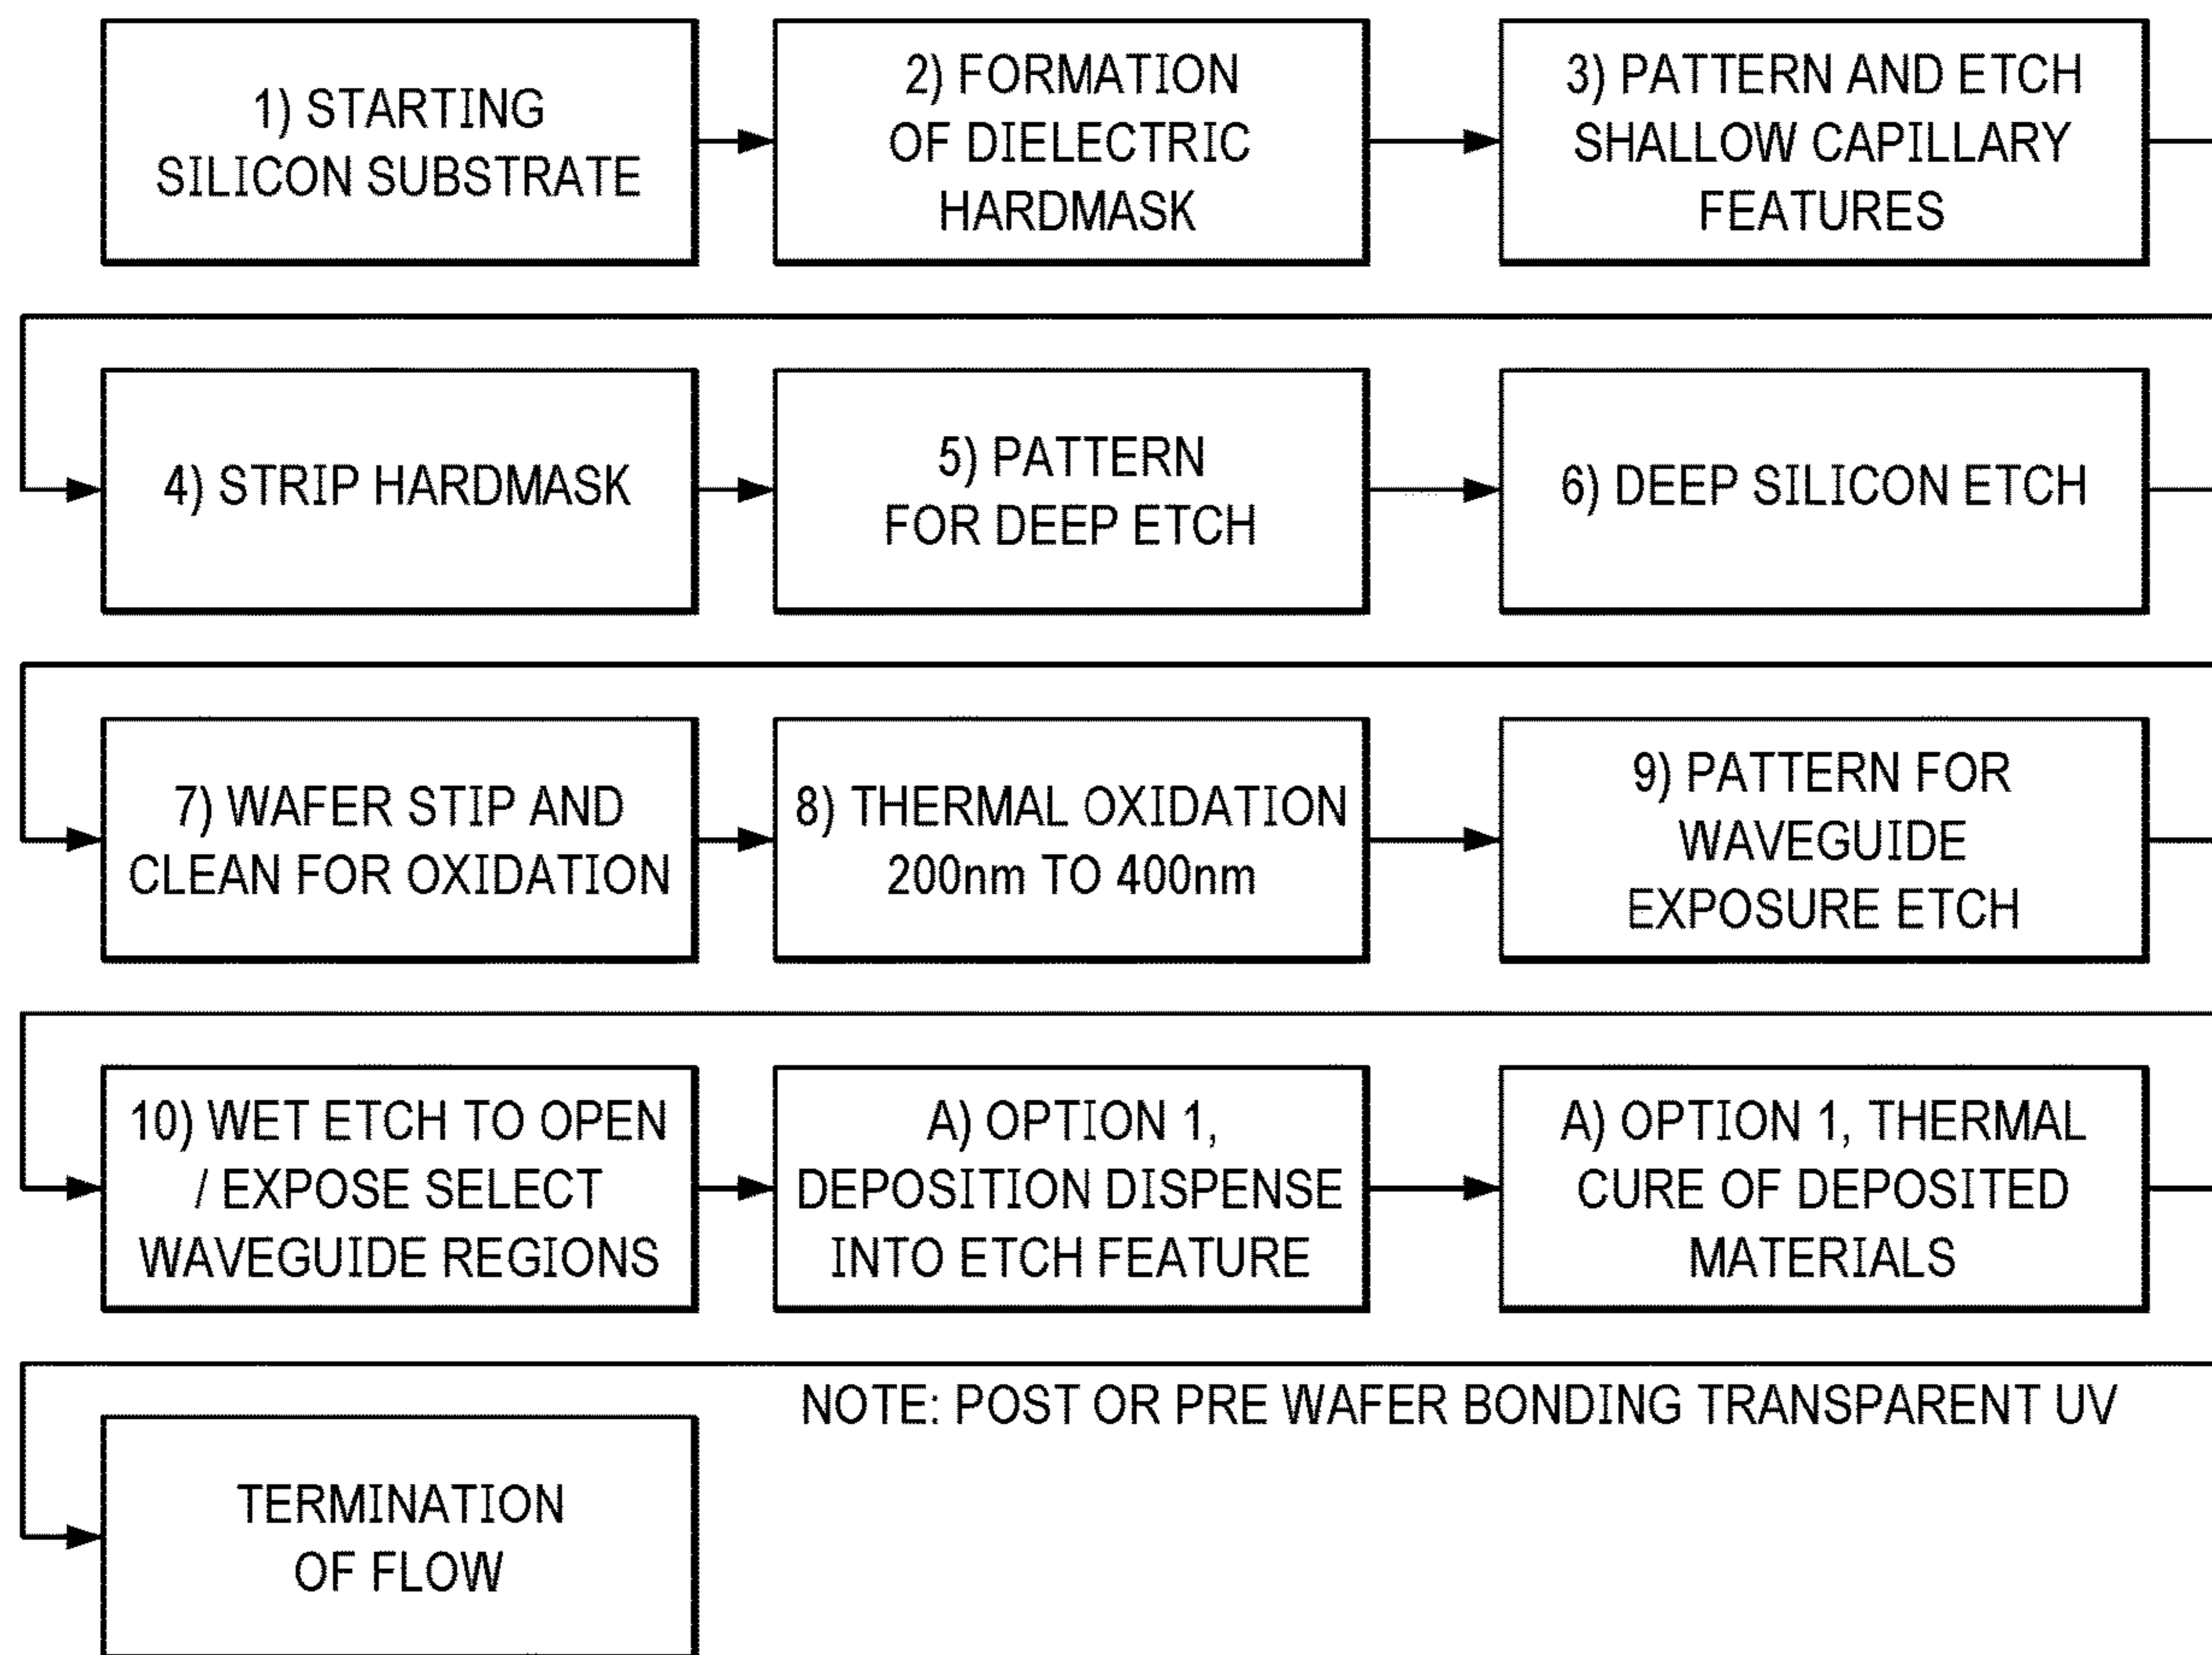 1) STARTING
SILICON SUBSTRATE
2) FORMATION
OF DIELECTRIC
HARDMASK
3) PATTERN AND ETCH
SHALLOW CAPILLARY
FEATURES
4) STRIP HARDMASK
5) PATTERN
FOR DEEP ETCH
6) DEEP SILICON ETCH
7) WAFER STIP AND
CLEAN FOR OXIDATION
8) THERMAL OXIDATION
200nm TO 400nm
9) PATTERN FOR
WAVEGUIDE
EXPOSURE ETCH
10) WET ETCH TO OPEN
/ EXPOSE SELECT
WAVEGUIDE REGIONS
A) OPTION 1,
DEPOSITION DISPENSE
INTO ETCH FEATURE
A) OPTION 1, THERMAL
CURE OF DEPOSITED
MATERIALS
NOTE: POST OR PRE WAFER BONDING TRANSPARENT UV
TERMINATION
OF FLOW